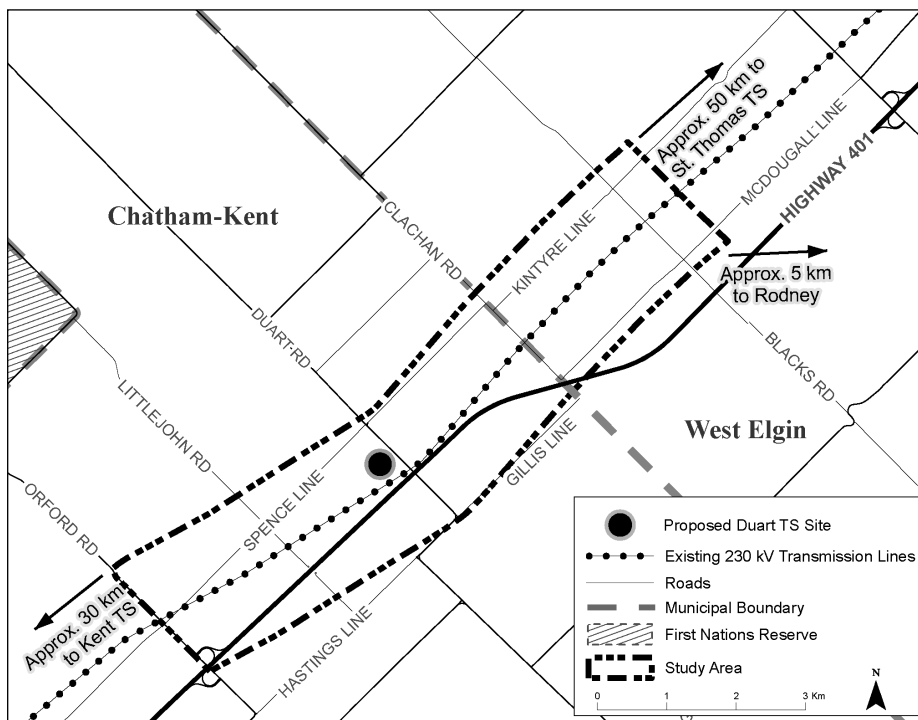 Approx. 50 km to
St. Thomas TS
MCDOUGALL LINE
HIGHWAY 401
Chatham-Kent
CLACHAN RD
KINTYRE LINE
Approx. 5 km
to Rodney
DUART RD
BLACKS RD
LITTLEJOHN RD
West Elgin
GILLIS LINE
ORFORD RD
SPENCE LINE
Approx. 30 km
to Kent TS
HASTINGS LINE
Proposed Duart TS Site
Existing 230 kV Transmission Lines
Roads
Municipal Boundary
First Nations Reserve
Study Area
N
0 1 2 3 Km